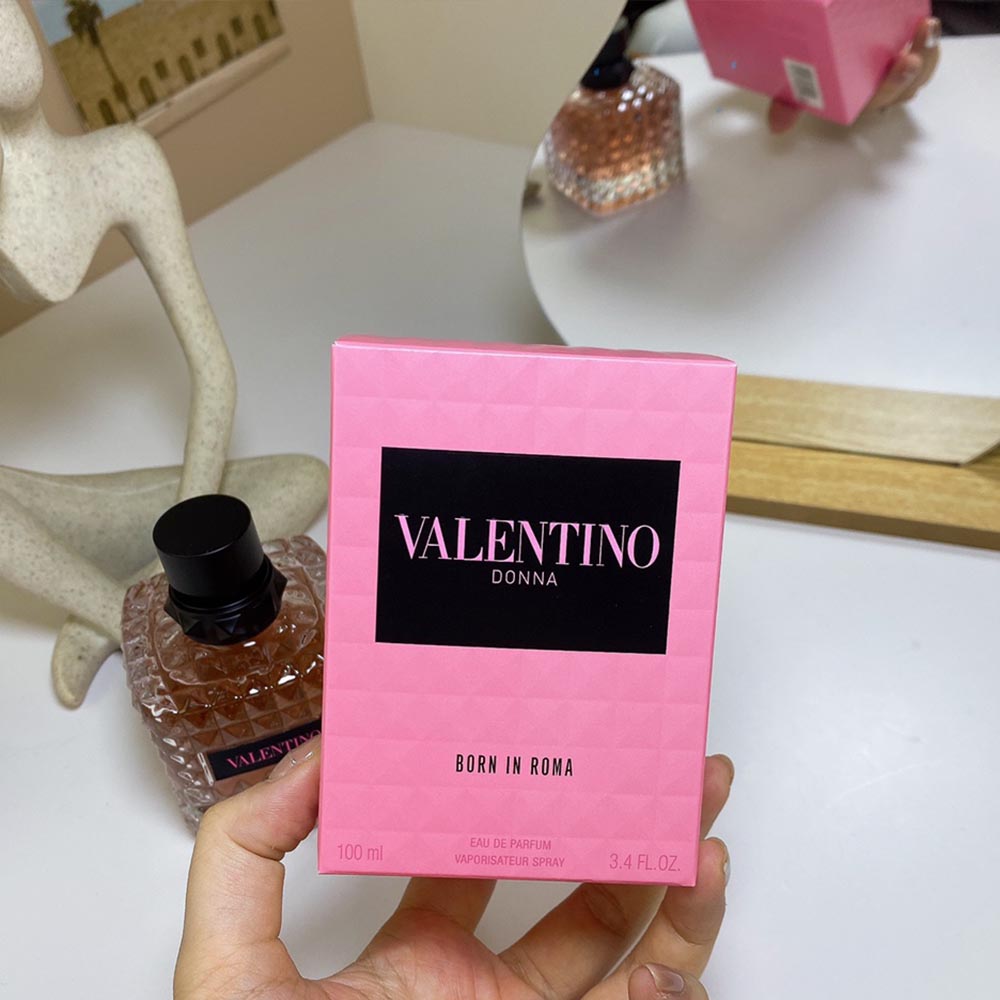 VALENTINO
DONNA
BORN IN ROMA
100 ml
EAU DE PARFUM
VAPORISATEUR SPRAY
3.4 FL.OZ.
VALENTINO